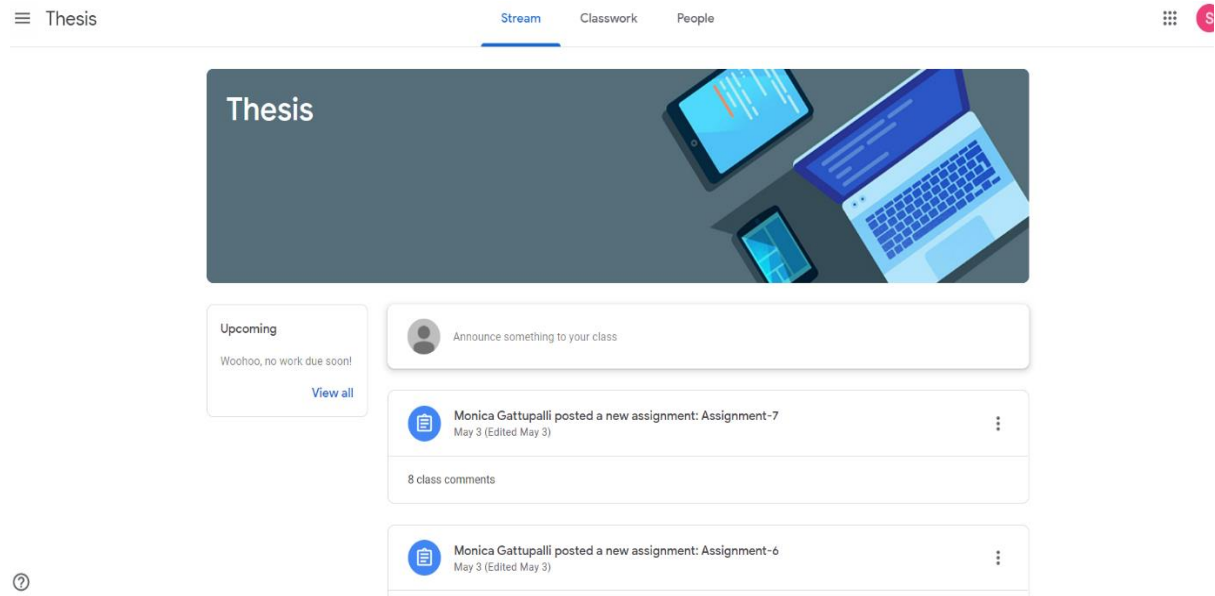 Thesis
Stream Classwork People
S
Thesis
Upcoming
Woohoo, no work due soon!
View all
Announce something to your class
Monica Gattupalli posted a new assignment: Assignment-7
May 3 (Edited May 3)
8 class comments
Monica Gattupalli posted a new assignment: Assignment-6
May 3 (Edited May 3)